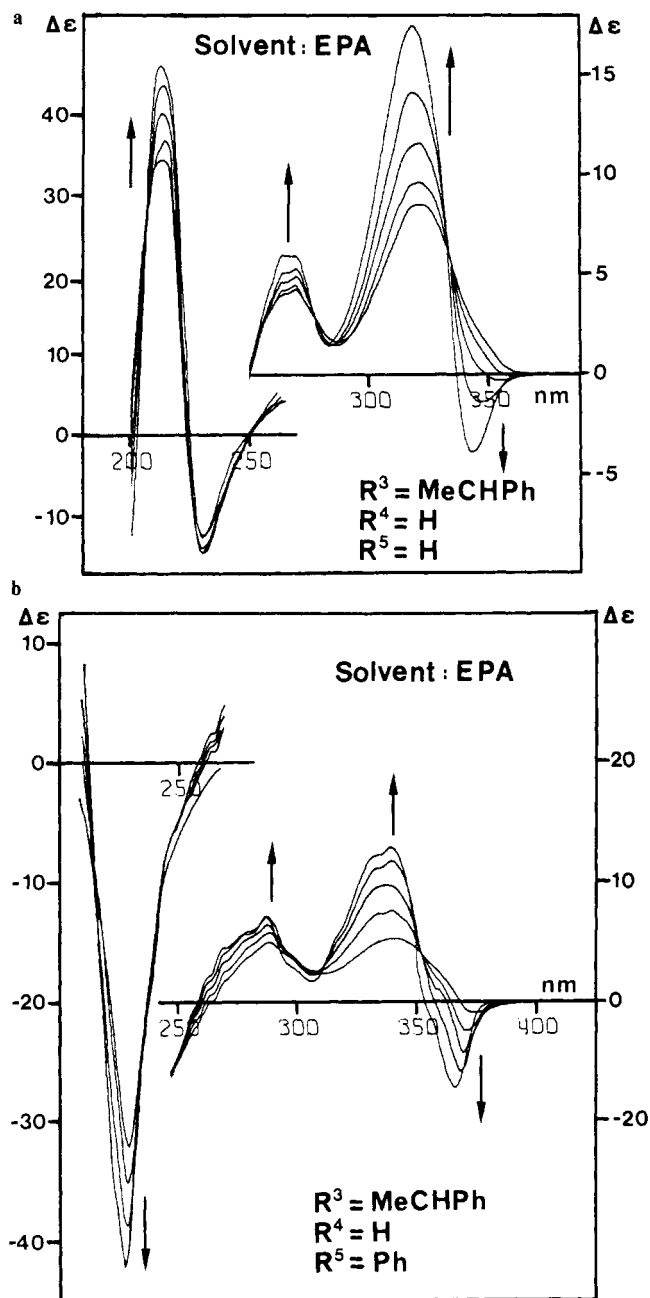 a
Δε
Δε
Solvent: EPA
40
30
20
10
0
-10
15
-10
5
0
-5
200
250
300
350
nm
R³ = MeCHPh
R⁴ = H
R⁵ = H
b
Δε
Δε
Solvent: EPA
10
0
-10
-20
-30
-40
20
10
0
-20
250
250
300
350
400
nm
R³ = MeCHPh
R⁴ = H
R⁵ = Ph